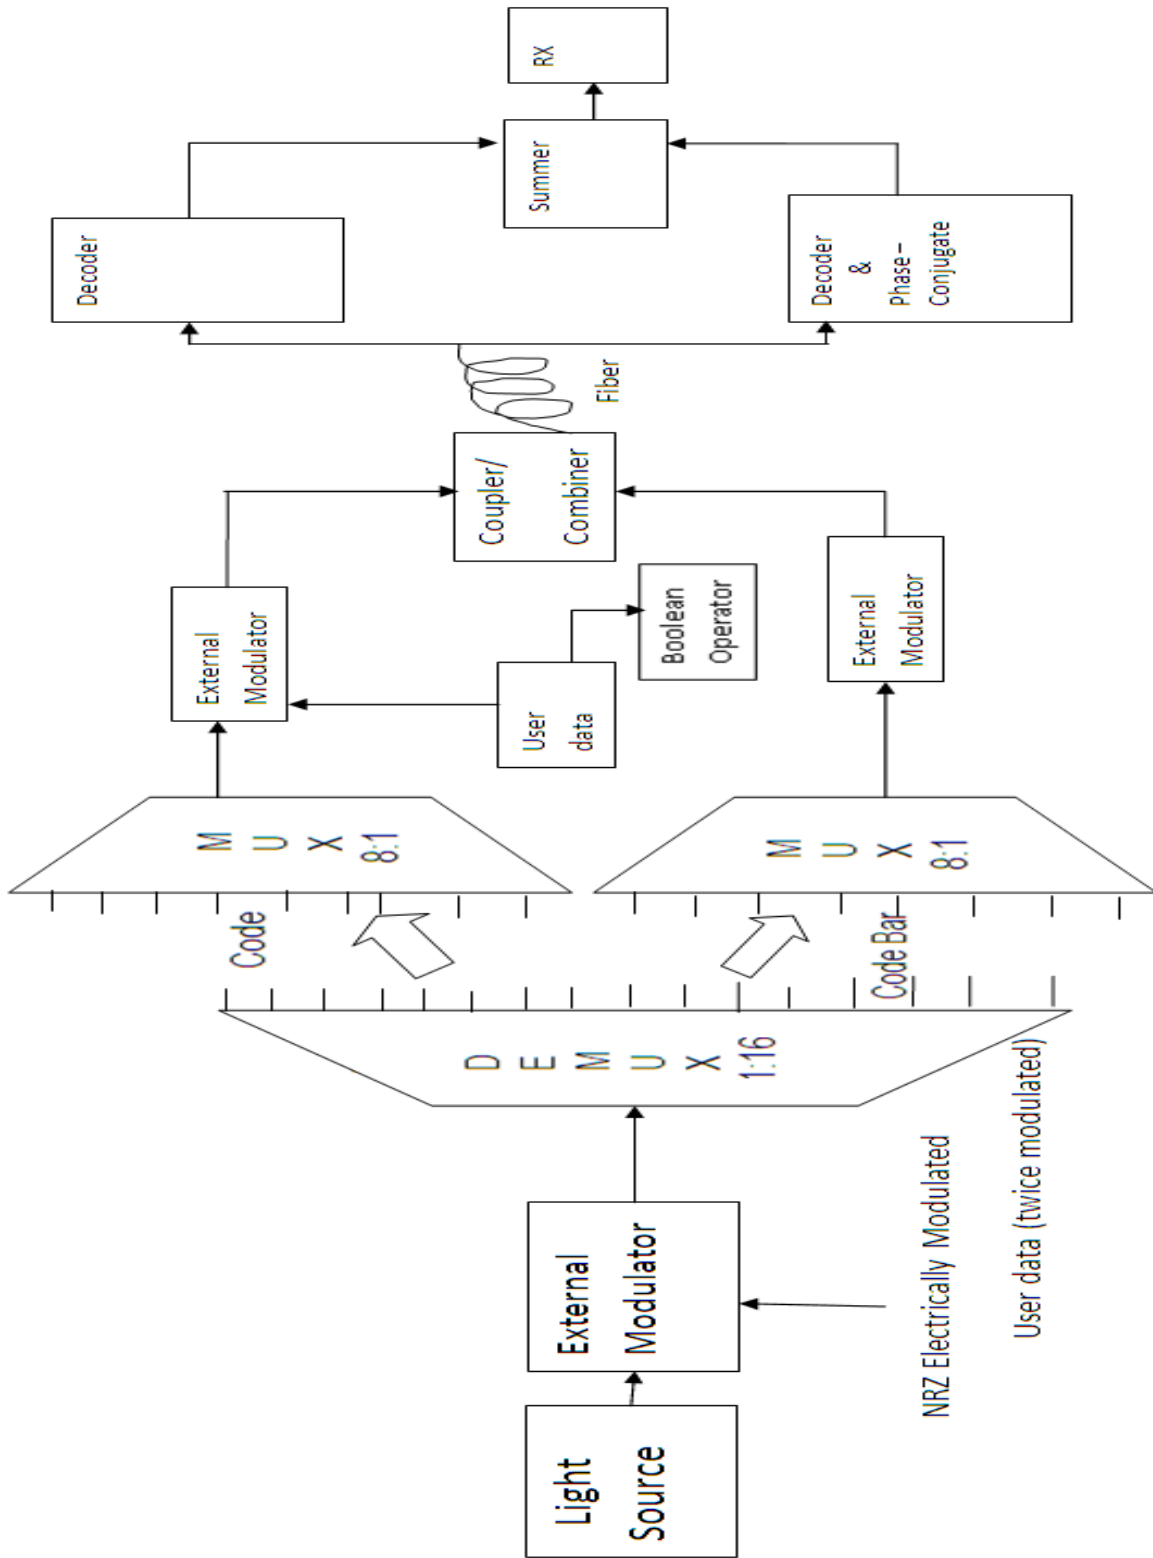 Light
Source
External
Modulator
NRZ Electrically Modulated
User data (twice modulated)
D
E
M
U
X
1:16
Code
Code Bar
M
U
X
8:1
M
U
X
8:1
External
Modulator
User
data
Boolean
Operator
External
Modulator
Coupler/
Combiner
Fiber
Decoder
Decoder
&
Phase–
Conjugate
Summer
RX